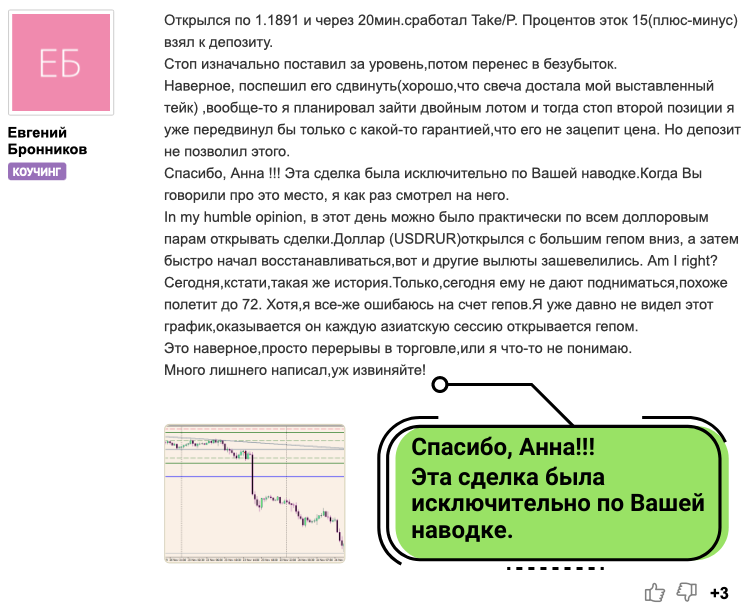 ЕБ
Евгений
Бронников
КОУЧИНГ
Открылся по 1.1891 и через 20мин.сработал Take/P. Процентов эток 15(плюс-минус)
взял к депозиту.
Стоп изначально поставил за уровень,потом перенес в безубыток.
Наверное, поспешил его сдвинуть(хорошо,что свеча достала мой выставленный
тейк) ,вообще-то я планировал зайти двойным лотом и тогда стоп второй позиции я
уже передвинул бы только с какой-то гарантией,что его не зацепит цена. Но депозит
не позволил этого.
Спасибо, Анна !!! Эта сделка была исключительно по Вашей наводке.Когда Вы
говорили про это место, я как раз смотрел на него.
In my humble opinion, в этот день можно было практически по всем доллоровым
парам открывать сделки.Доллар (USDRUR)открылся с большим гепом вниз, а затем
быстро начал восстанавливаться,вот и другие вылюты зашевелились. Am I right?
Сегодня,кстати,такая же история.Только,сегодня ему не дают подниматься,похоже
полетит до 72. Хотя,я все-же ошибаюсь на счет гепов.Я уже давно не видел этот
график,оказывается он каждую азиатскую сессию открывается гепом.
Это наверное,просто перерывы в торговле,или я что-то не понимаю.
Много лишнего написал,уж извиняйте!
Спасибо, Анна!!!
Эта сделка была
исключительно по Вашей
наводке.
+3